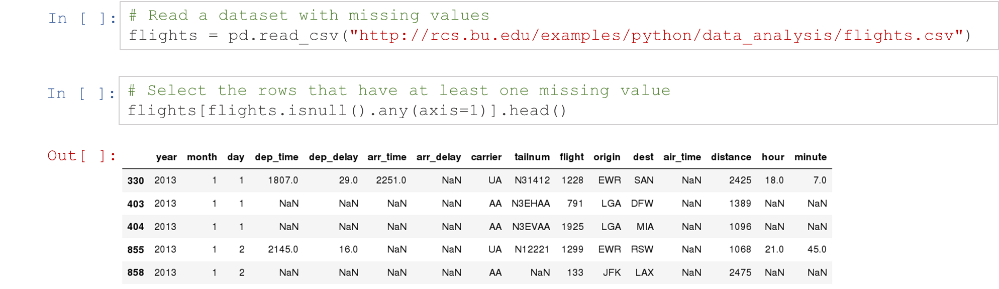 In [ ]: # Read a dataset with missing values
flights = pd.read_csv("http://rcs.bu.edu/examples/python/data_analysis/flights.csv")
In [ ]: # Select the rows that have at least one missing value
flights[flights.isnull().any(axis=1)].head()
Out[ ]: year month day dep_time dep_delay arr_time arr_delay carrier tailnum flight origin dest air_time distance hour minute
330 2013 1 1 1807.0 29.0 2251.0 NaN UA N31412 1228 EWR SAN NaN 2425 18.0 7.0
403 2013 1 1 NaN NaN NaN NaN AA N3EHAA 791 LGA DFW NaN 1389 NaN NaN
404 2013 1 1 NaN NaN NaN NaN AA N3EVAA 1925 LGA MIA NaN 1096 NaN NaN
855 2013 1 2 2145.0 16.0 NaN NaN UA N12221 1299 EWR RSW NaN 1068 21.0 45.0
858 2013 1 2 NaN NaN NaN NaN AA NaN 133 JFK LAX NaN 2475 NaN NaN